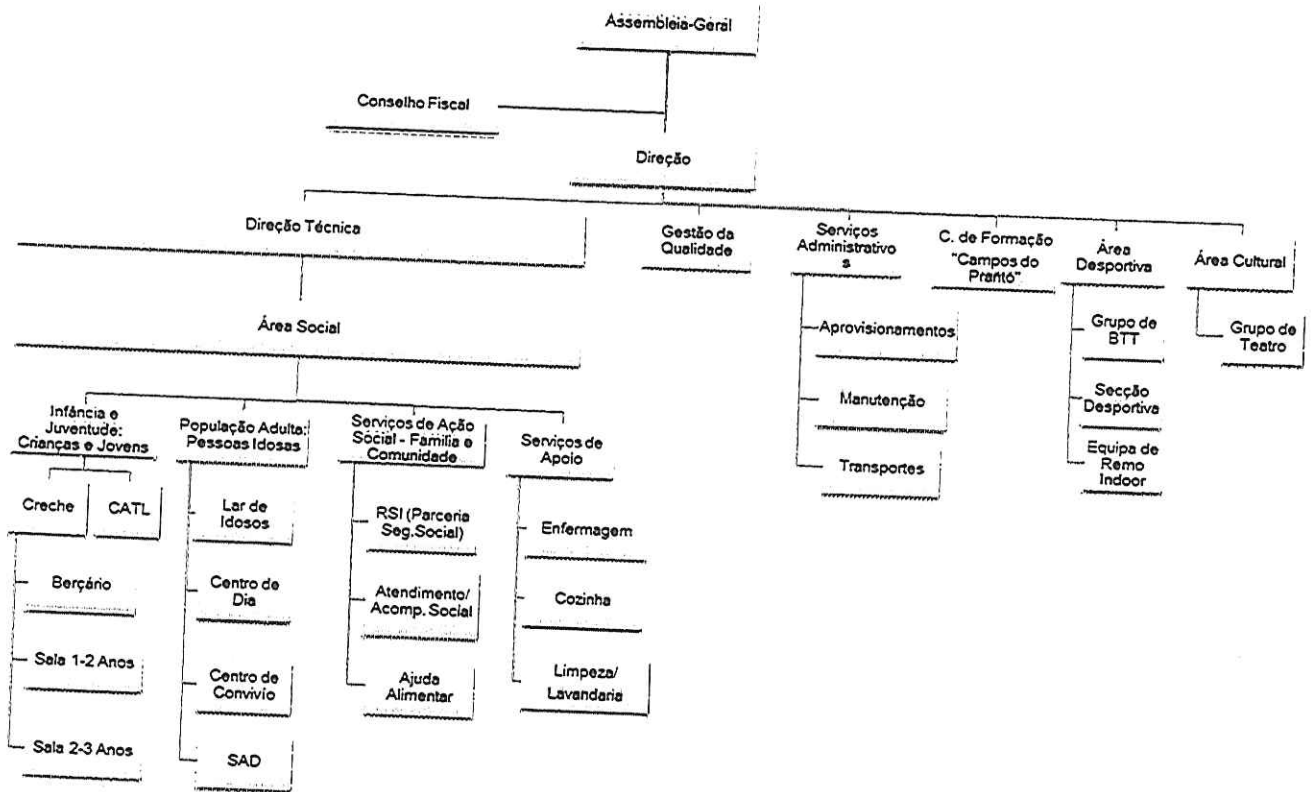 Assembleia-Geral
Conselho Fiscal
Direção
Direção Técnica
Gestão da
Qualidade
Serviços
Administrativo
s
C. de Formação
"Campos do
Pranto"
Área
Desportiva
Área Cultural
Área Social
Aprovisionamentos
Manutenção
Transportes
Grupo de
BTT
Secção
Desportiva
Equipa de
Remo
Indoor
Grupo de
Teatro
Infância e
Juventude:
Crianças e Jovens
População Adulta:
Pessoas Idosas
Serviços de Ação
Social - Familia e
Comunidade
Serviços de
Apoio
Creche
CATL
Berçário
Sala 1-2 Anos
Sala 2-3 Anos
Lar de
Idosos
Centro de
Dia
Centro de
Convivío
SAD
RSI (Parceria
Seg.Social)
Atendimento/
Acomp. Social
Ajuda
Alimentar
Enfermagem
Cozinha
Limpeza/
Lavandaria